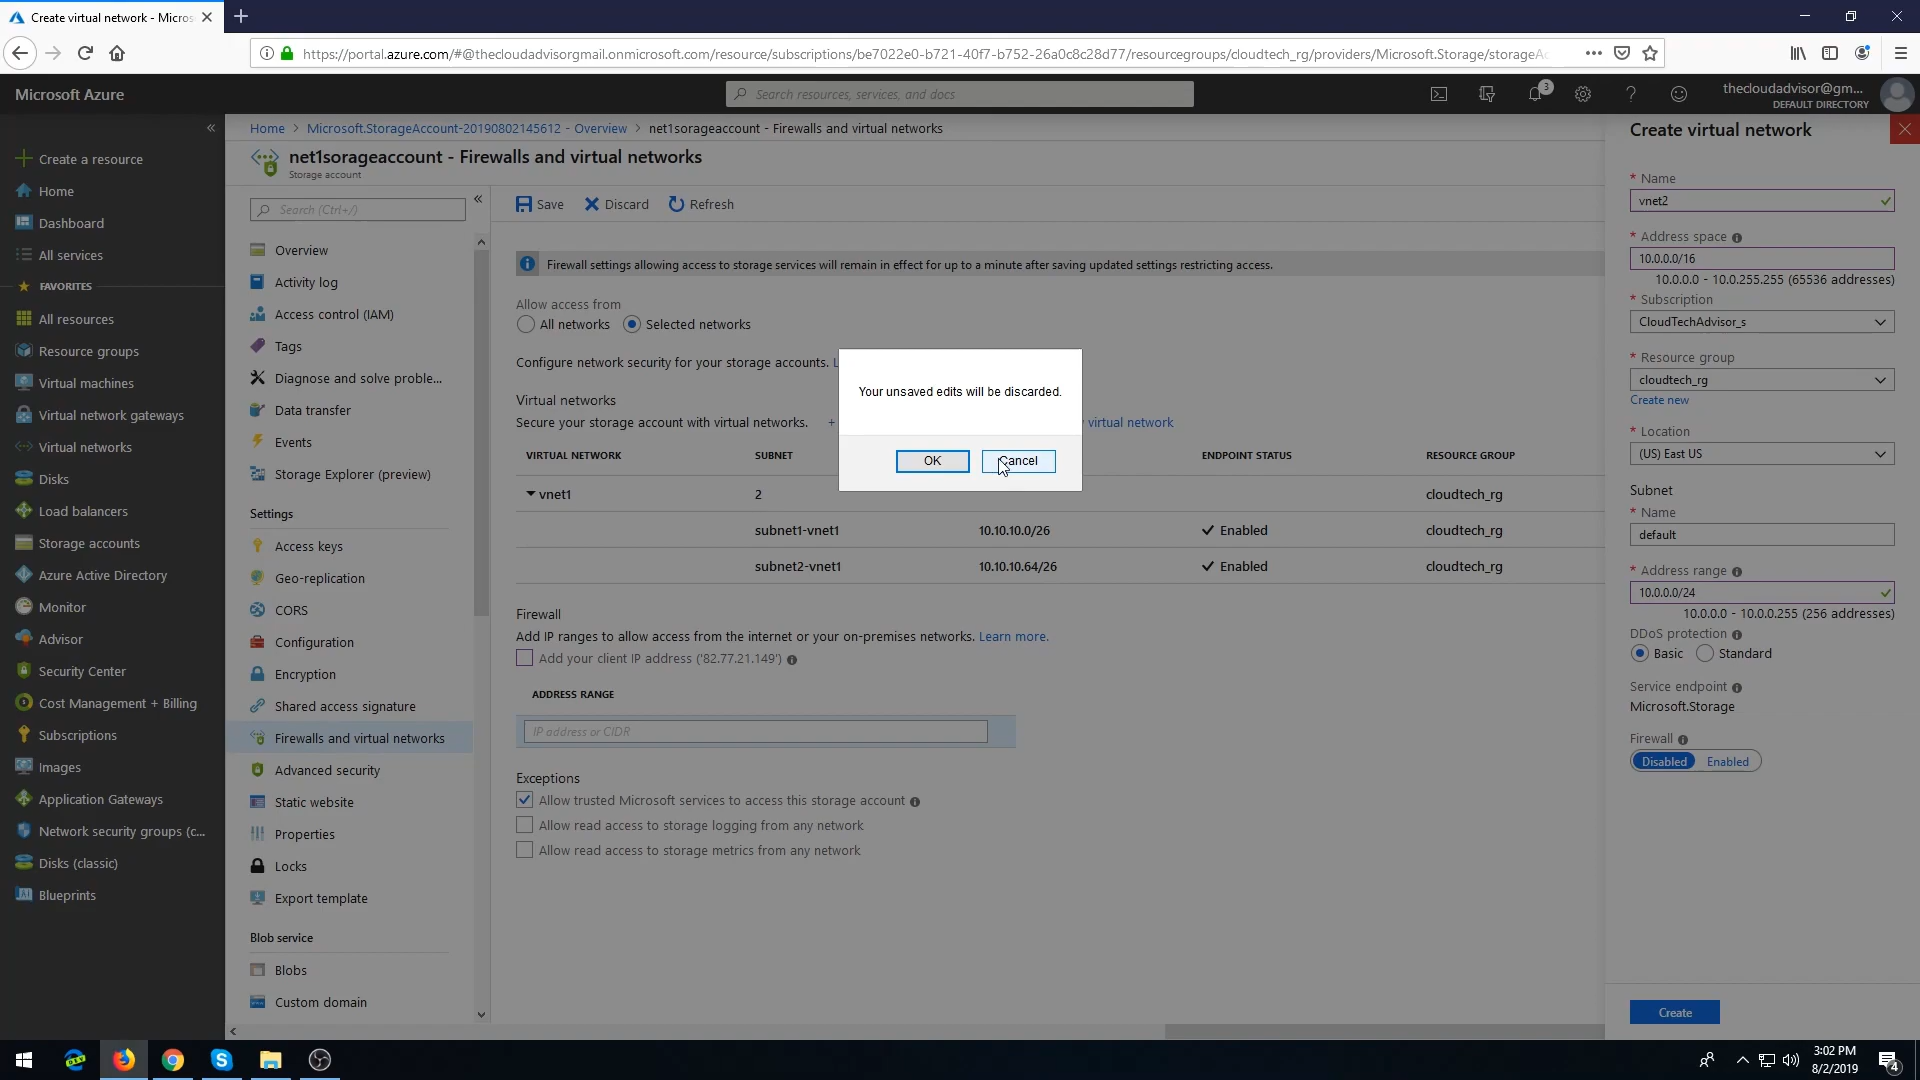 Create virtual network - Micros
https://portal.azure.com/#@thecloudadvisorgmail.onmicrosoft.com/resource/subscriptions/be7022e0-b721-40f7-b752-26a0c8c28d77/resourcegroups/cloudtech_rg/providers/Microsoft.Storage/storageAc
Microsoft Azure
Search resources, services, and docs
3
thecloudadvisor@gm...
DEFAULT DIRECTORY
Home > Microsoft.StorageAccount-20190802145612 - Overview > net1sorageaccount - Firewalls and virtual networks
net1sorageaccount - Firewalls and virtual networks
Storage account
Create a resource
Home
Dashboard
All services
FAVORITES
All resources
Resource groups
Virtual machines
Virtual network gateways
Virtual networks
Disks
Load balancers
Storage accounts
Azure Active Directory
Monitor
Advisor
Security Center
Cost Management + Billing
Subscriptions
Images
Application Gateways
Network security groups (c...
Disks (classic)
Blueprints
Search (Ctrl+/)
Overview
Activity log
Access control (IAM)
Tags
Diagnose and solve proble...
Data transfer
Events
Storage Explorer (preview)
Settings
Access keys
Geo-replication
CORS
Configuration
Encryption
Shared access signature
Firewalls and virtual networks
Advanced security
Static website
Properties
Locks
Export template
Blob service
Blobs
Custom domain
Save Discard Refresh
Firewall settings allowing access to storage services will remain in effect for up to a minute after saving updated settings restricting access.
Allow access from
All networks Selected networks
Configure network security for your storage accounts.
Virtual networks
Secure your storage account with virtual networks. + virtual network
VIRTUAL NETWORK SUBNET ENDPOINT STATUS RESOURCE GROUP
vnet1 2 cloudtech_rg
subnet1-vnet1 10.10.10.0/26 Enabled cloudtech_rg
subnet2-vnet1 10.10.10.64/26 Enabled cloudtech_rg
Firewall
Add IP ranges to allow access from the internet or your on-premises networks. Learn more.
Add your client IP address ('82.77.21.149')
ADDRESS RANGE
IP address or CIDR
Exceptions
Allow trusted Microsoft services to access this storage account
Allow read access to storage logging from any network
Allow read access to storage metrics from any network
Your unsaved edits will be discarded.
OK Cancel
Create virtual network
* Name
vnet2
* Address space
10.0.0.0/16
10.0.0.0 - 10.0.255.255 (65536 addresses)
* Subscription
CloudTechAdvisor_s
* Resource group
cloudtech_rg
Create new
* Location
(US) East US
Subnet
* Name
default
* Address range
10.0.0.0/24
10.0.0.0 - 10.0.0.255 (256 addresses)
DDoS protection
Basic Standard
Service endpoint
Microsoft.Storage
Firewall
Disabled Enabled
Create
3:02 PM
8/2/2019
4